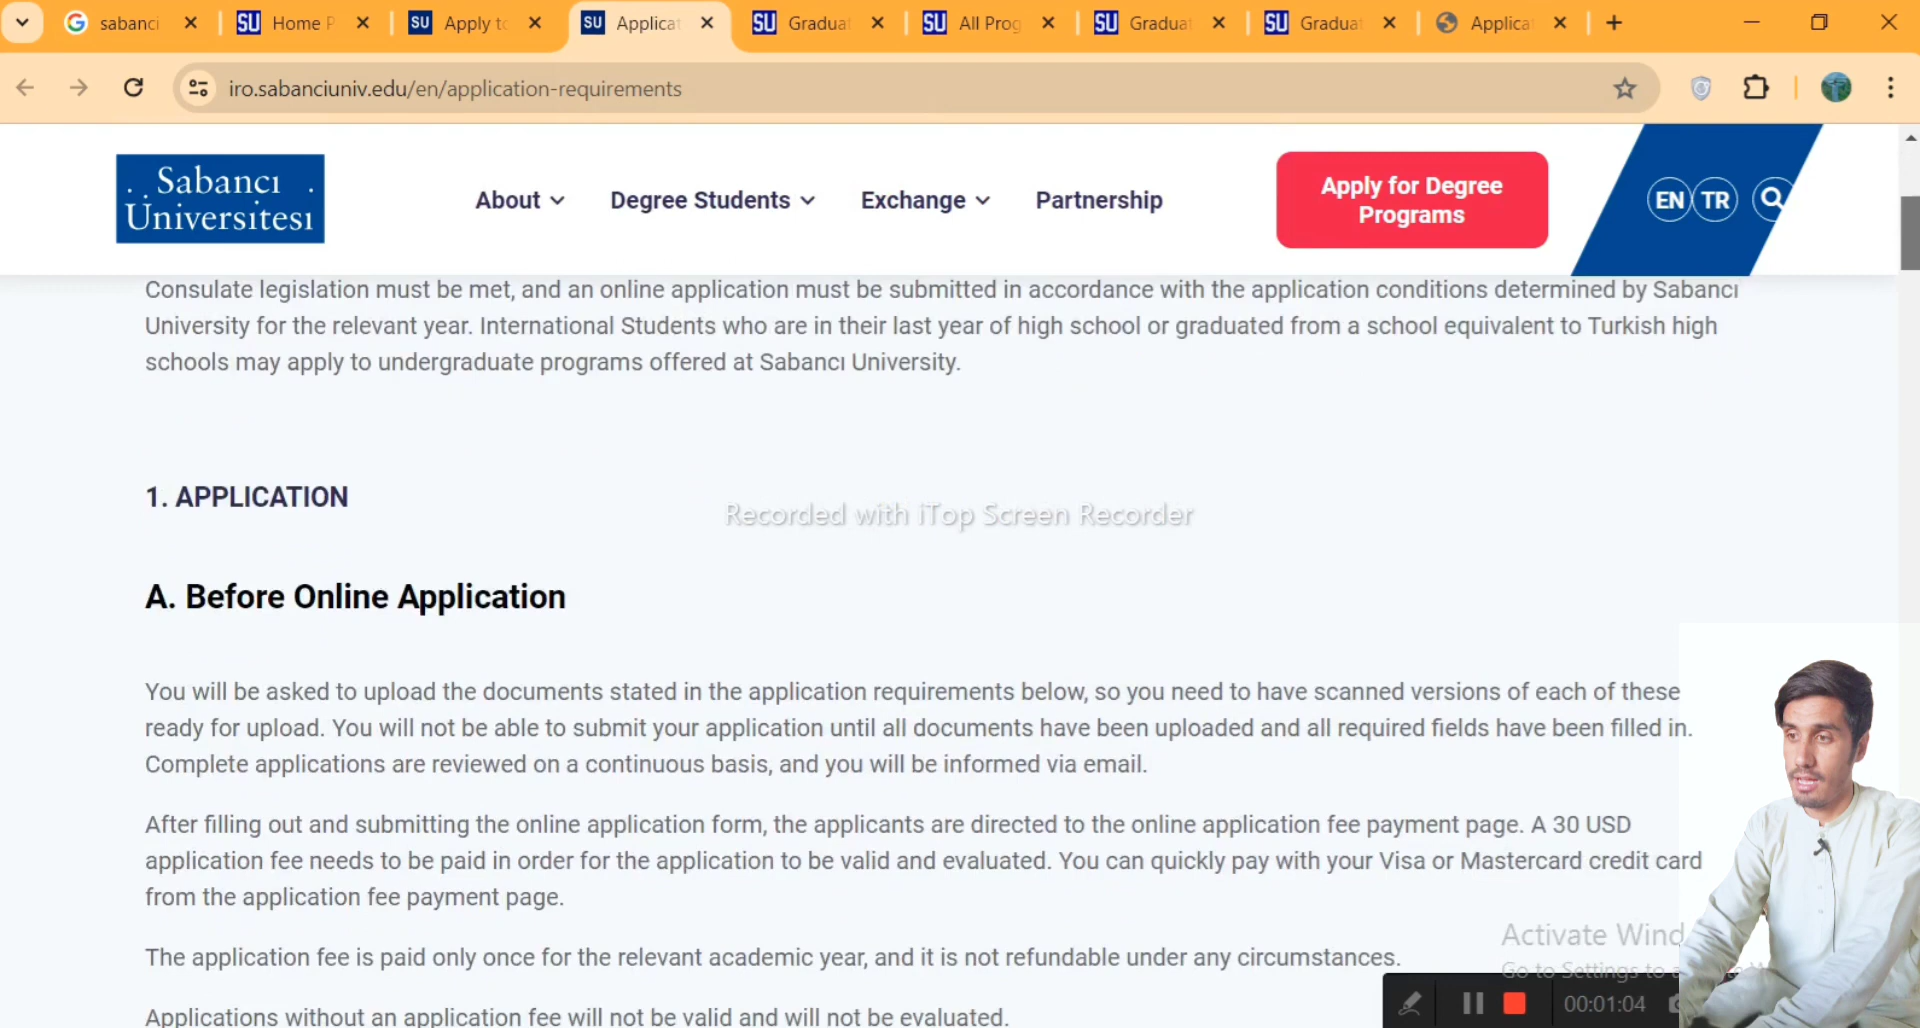 sabanci
SU Home P
SU Apply to
SU Applicat
SU Graduat
SU All Prog
SU Graduat
SU Graduat
Applica
iro.sabanciuniv.edu/en/application-requirements
Sabancı
Üniversitesi
About
Degree Students
Exchange
Partnership
Apply for Degree
Programs
EN TR
Consulate legislation must be met, and an online application must be submitted in accordance with the application conditions determined by Sabancı
University for the relevant year. International Students who are in their last year of high school or graduated from a school equivalent to Turkish high
schools may apply to undergraduate programs offered at Sabancı University.
1. APPLICATION
Recorded with iTop Screen Recorder
A. Before Online Application
You will be asked to upload the documents stated in the application requirements below, so you need to have scanned versions of each of these
ready for upload. You will not be able to submit your application until all documents have been uploaded and all required fields have been filled in.
Complete applications are reviewed on a continuous basis, and you will be informed via email.
After filling out and submitting the online application form, the applicants are directed to the online application fee payment page. A 30 USD
application fee needs to be paid in order for the application to be valid and evaluated. You can quickly pay with your Visa or Mastercard credit card
from the application fee payment page.
The application fee is paid only once for the relevant academic year, and it is not refundable under any circumstances.
Applications without an application fee will not be valid and will not be evaluated.
Activate Wind
Go to Settings to a
00:01:04